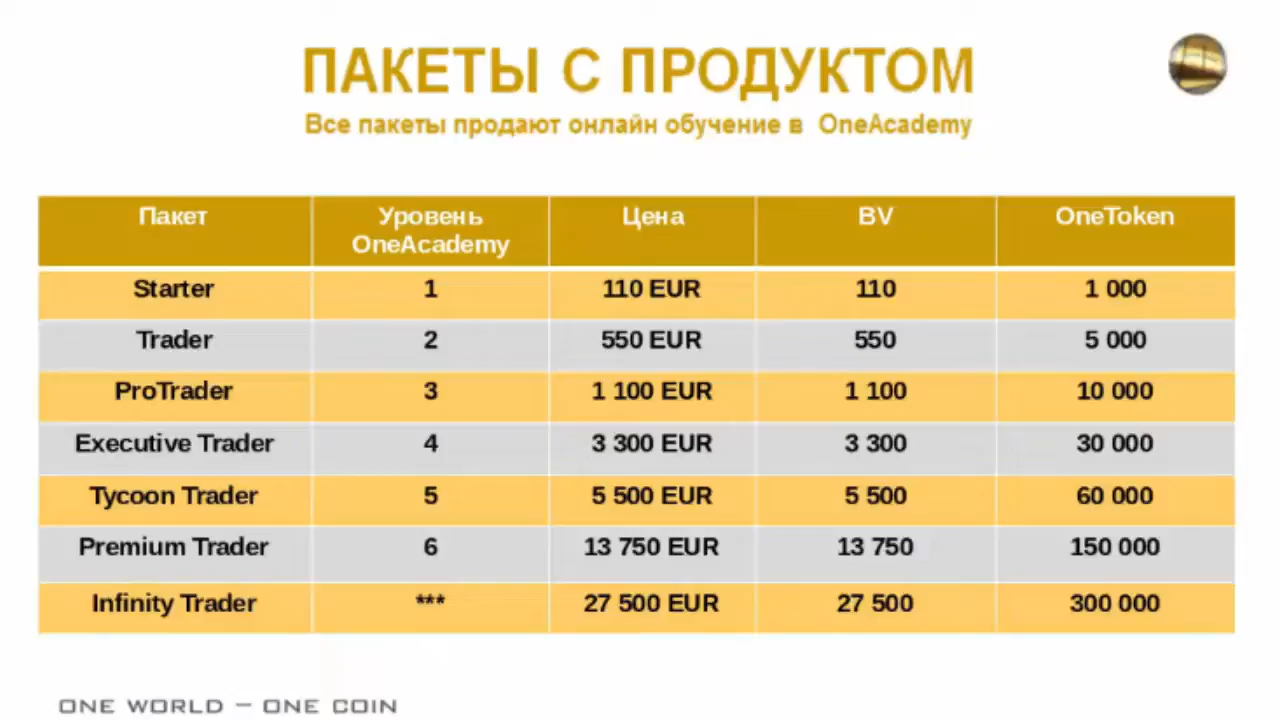 ПАКЕТЫ С ПРОДУКТОМ
Все пакеты продают онлайн обучение в OneAcademy
Пакет Уровень OneAcademy Цена BV OneToken
Starter 1 110 EUR 110 1 000
Trader 2 550 EUR 550 5 000
ProTrader 3 1 100 EUR 1 100 10 000
Executive Trader 4 3 300 EUR 3 300 30 000
Tycoon Trader 5 5 500 EUR 5 500 60 000
Premium Trader 6 13 750 EUR 13 750 150 000
Infinity Trader *** 27 500 EUR 27 500 300 000
ONE WORLD – ONE COIN